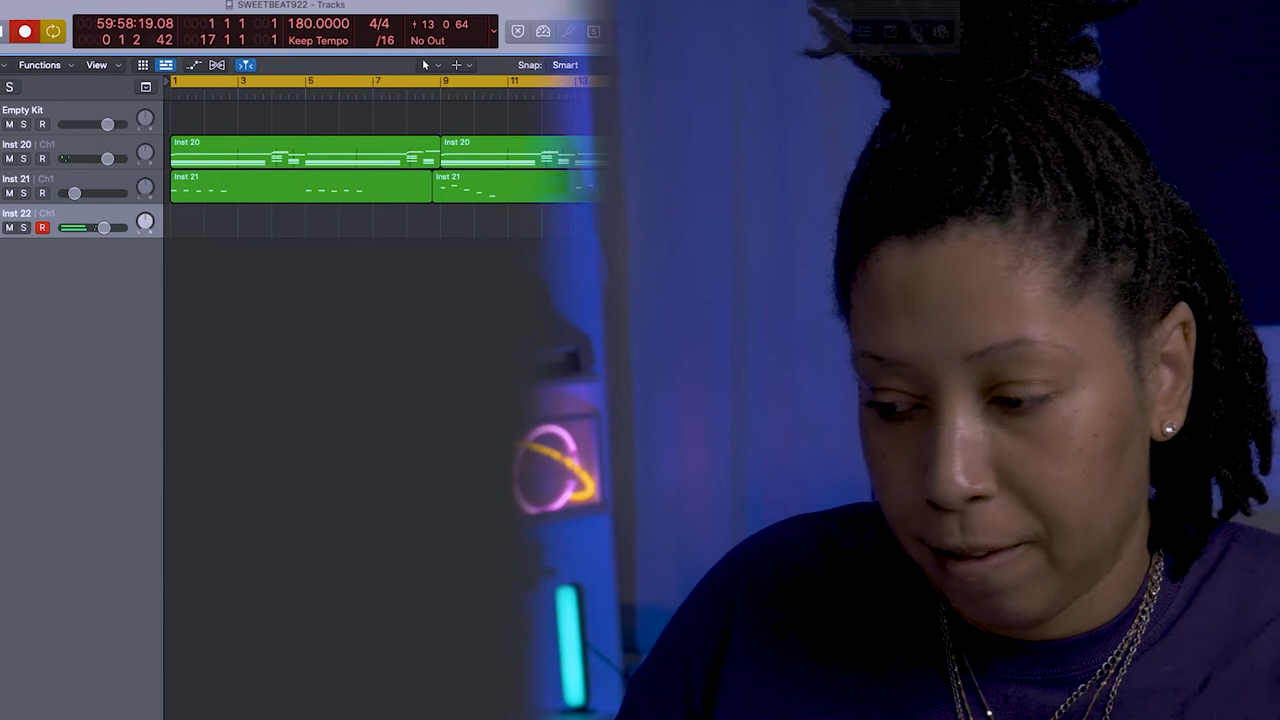 SWEETBEAT922 - Tracks
59:58:19.08 1 1 1 1 180.0000 4/4 13 0 64
0 1 2 42 17 1 1 1 Keep Tempo /16 No Out
Functions View Snap: Smart
S 1 3 5 7 9 11 13
Empty Kit
M S R
Inst 20 | Ch1 Inst 20 Inst 20
M S R
Inst 21 | Ch1 Inst 21 Inst 21
M S R
Inst 22 | Ch1
M S R